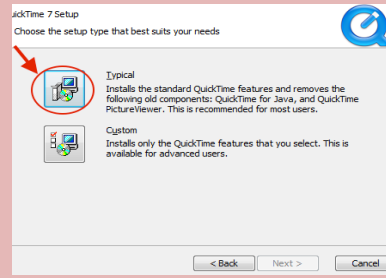 uickTime 7 Setup
Choose the setup type that best suits your needs
Typical
Installs the standard QuickTime features and removes the
following old components: QuickTime for Java, and QuickTime
PictureViewer. This is recommended for most users.
Custom
Installs only the QuickTime features that you select. This is
available for advanced users.
< Back Next > Cancel